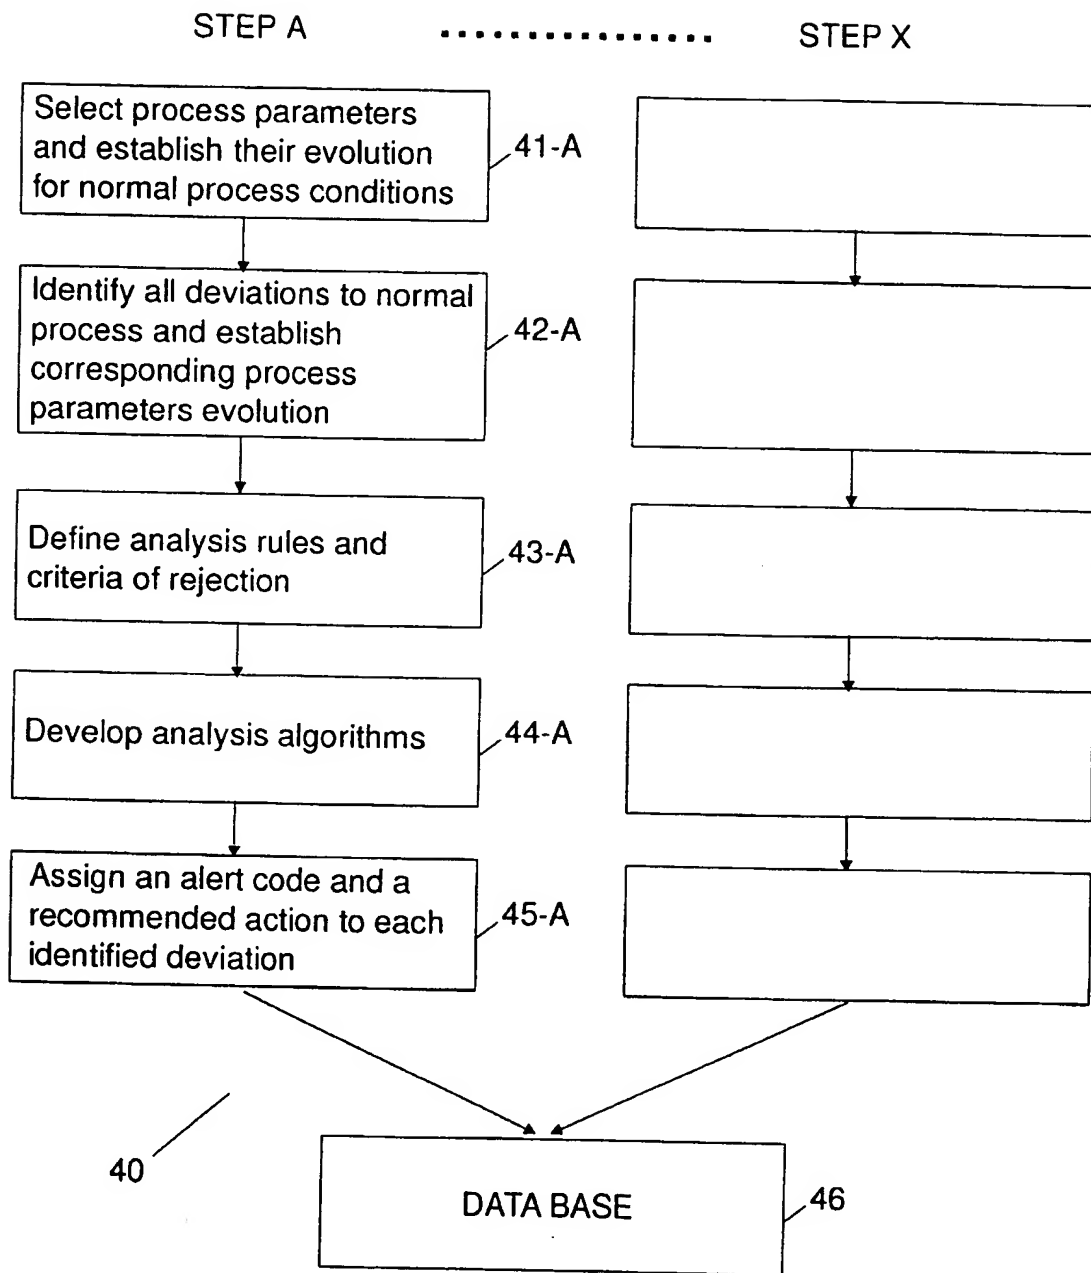 STEP A ............... STEP X
Select process parameters
and establish their evolution
for normal process conditions
41-A
Identify all deviations to normal
process and establish
corresponding process
parameters evolution
42-A
Define analysis rules and
criteria of rejection
43-A
Develop analysis algorithms
44-A
Assign an alert code and a
recommended action to each
identified deviation
45-A
40
DATA BASE
46